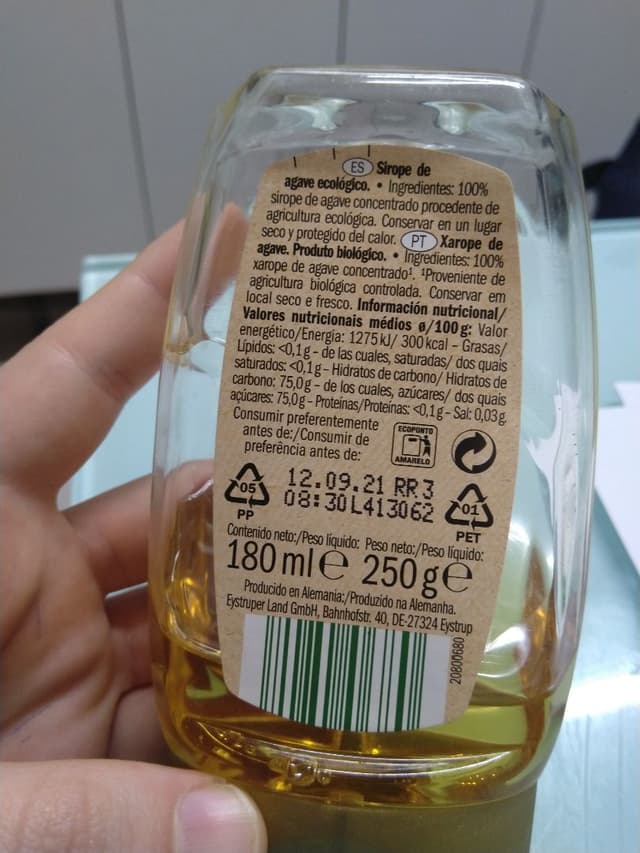 ES Sirope de
agave ecológico. • Ingredientes: 100%
sirope de agave concentrado procedente de
agricultura ecológica. Conservar en un lugar
seco y protegido del calor. PT Xarope de
agave. Produto biológico. • Ingredientes: 100%
xarope de agave concentrado¹. ¹Proveniente de
agricultura biológica controlada. Conservar em
local seco e fresco. Información nutricional/
Valores nutricionais médios ø/100g: Valor
energético/Energia: 1275kJ/ 300kcal – Grasas/
Lípidos: <0,1g – de las cuales, saturadas/ dos quais
saturados: <0,1g – Hidratos de carbono/ Hidratos de
carbono: 75,0g – de los cuales, azúcares/ dos quais
açúcares: 75,0g – Proteínas/Proteínas: <0,1g – Sal: 0,03g.
Consumir preferentemente
antes de:/Consumir de
preferência antes de:
ECOPONTO
AMARELO
12.09.21 RR3
08:30L413062
05
PP
01
PET
Contenido neto:/Peso líquido: Peso neto:/Peso líquido:
180 ml e 250 g e
Producido en Alemania:/Produzido na Alemanha.
Eystruper Land GmbH, Bahnhofstr. 40, DE-27324 Eystrup
20800680